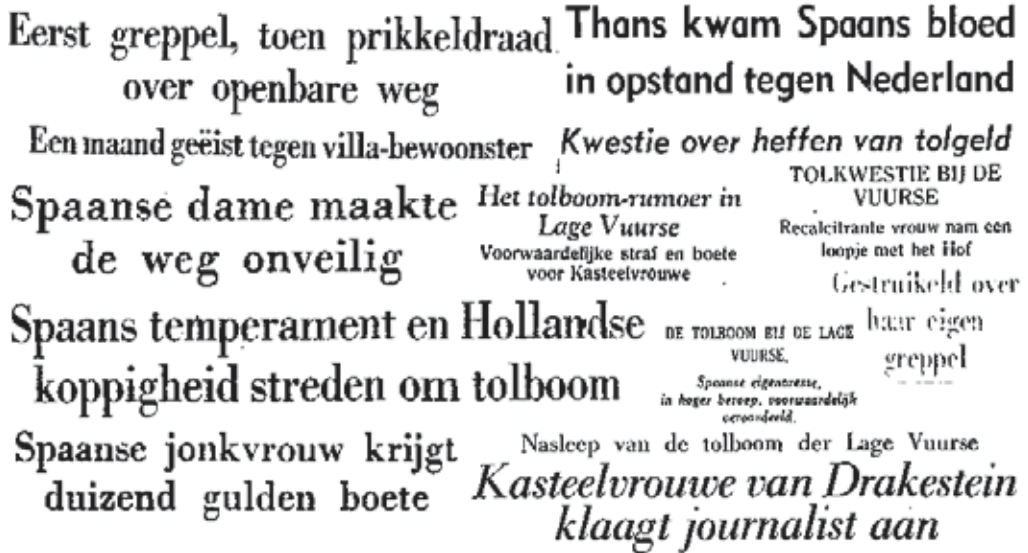 Eerst greppel, toen prikkeldraad
over openbare weg
Thans kwam Spaans bloed
in opstand tegen Nederland
Een maand geëist tegen villa-bewoonster
Kwestie over heffen van tolgeld
Spaanse dame maakte
de weg onveilig
Het tolboom-rumoer in
Lage Vuurse
Voorwaardelijke straf en boete
voor Kasteelvrouwe
TOLKWESTIE BIJ DE
VUURSE
Recalcitrante vrouw nam een
loopje met het Hof
Gestruikeld over
haar eigen
greppel
Spaans temperament en Hollandse
koppigheid streden om tolboom
DE TOLBOOM BIJ DE LAGE
VUURSE.
Spaanse eigenaresse,
in hoger beroep, voorwaardelijk
veroordeeld.
Spaanse jonkvrouw krijgt
duizend gulden boete
Nasleep van de tolboom der Lage Vuurse
Kasteelvrouwe van Drakestein
klaagt journalist aan